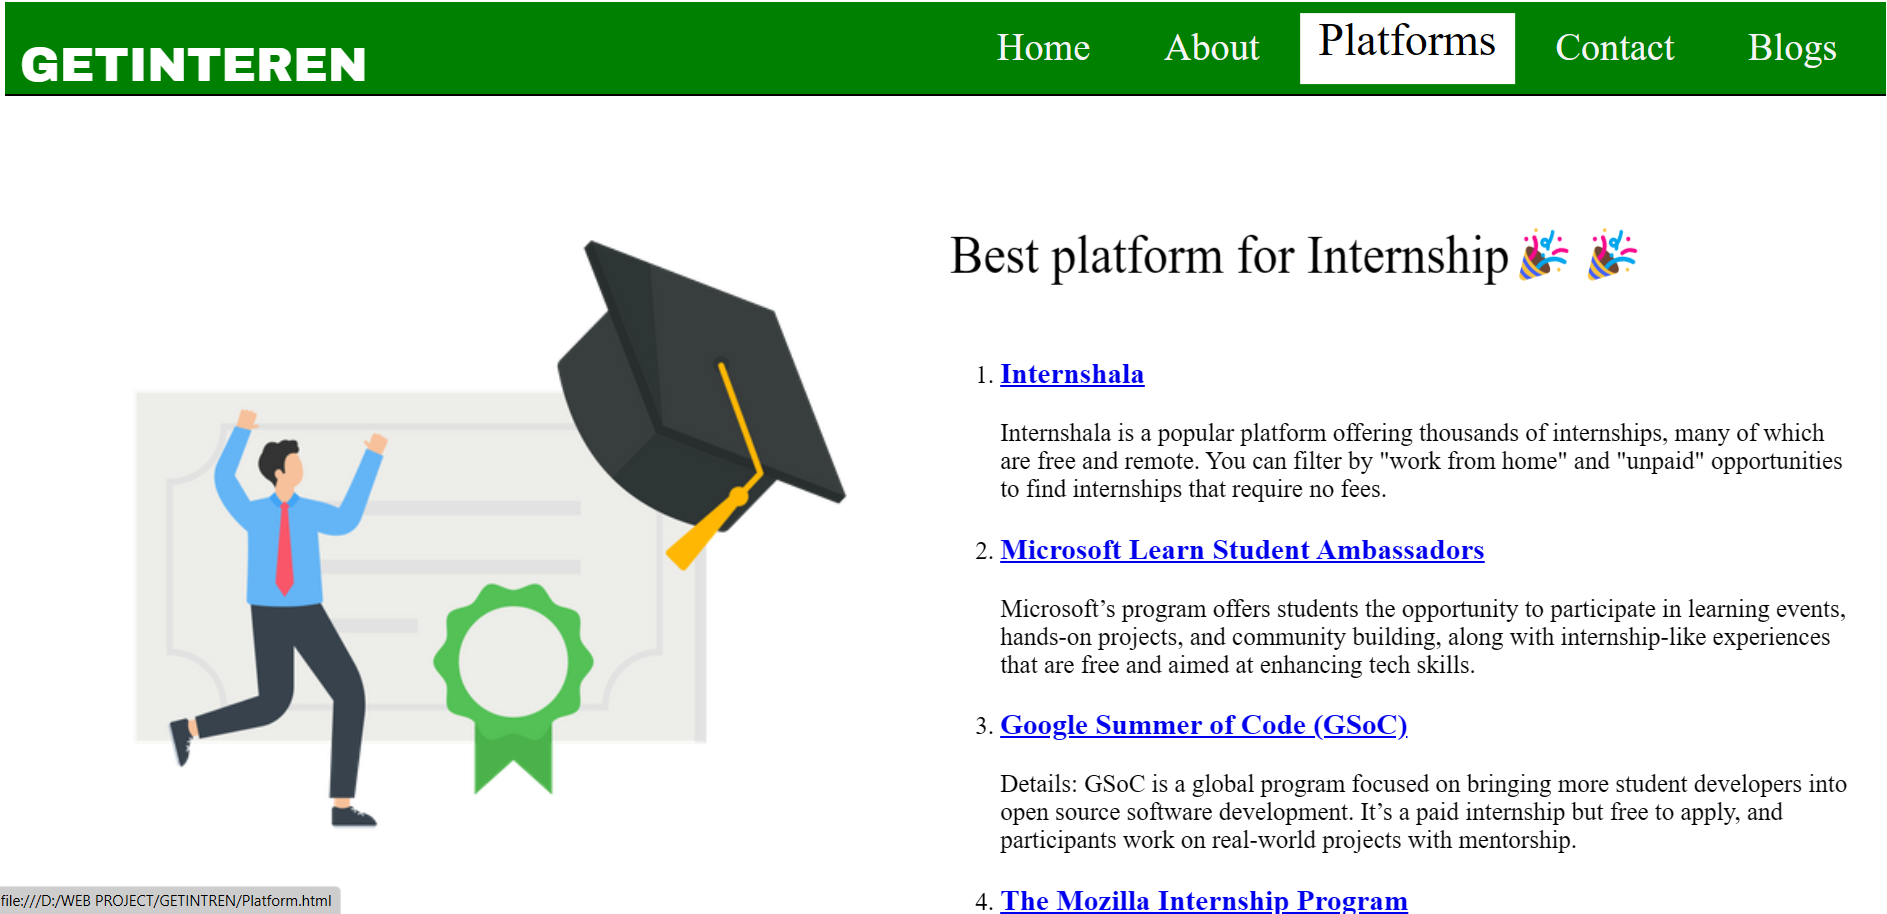 GETINTEREN
Home
About
Platforms
Contact
Blogs
Best platform for Internship🎉 🎉
1. Internshala
Internshala is a popular platform offering thousands of internships, many of which
are free and remote. You can filter by "work from home" and "unpaid" opportunities
to find internships that require no fees.
2. Microsoft Learn Student Ambassadors
Microsoft’s program offers students the opportunity to participate in learning events,
hands-on projects, and community building, along with internship-like experiences
that are free and aimed at enhancing tech skills.
3. Google Summer of Code (GSoC)
Details: GSoC is a global program focused on bringing more student developers into
open source software development. It’s a paid internship but free to apply, and
participants work on real-world projects with mentorship.
4. The Mozilla Internship Program
file:///D:/WEB PROJECT/GETINTREN/Platform.html